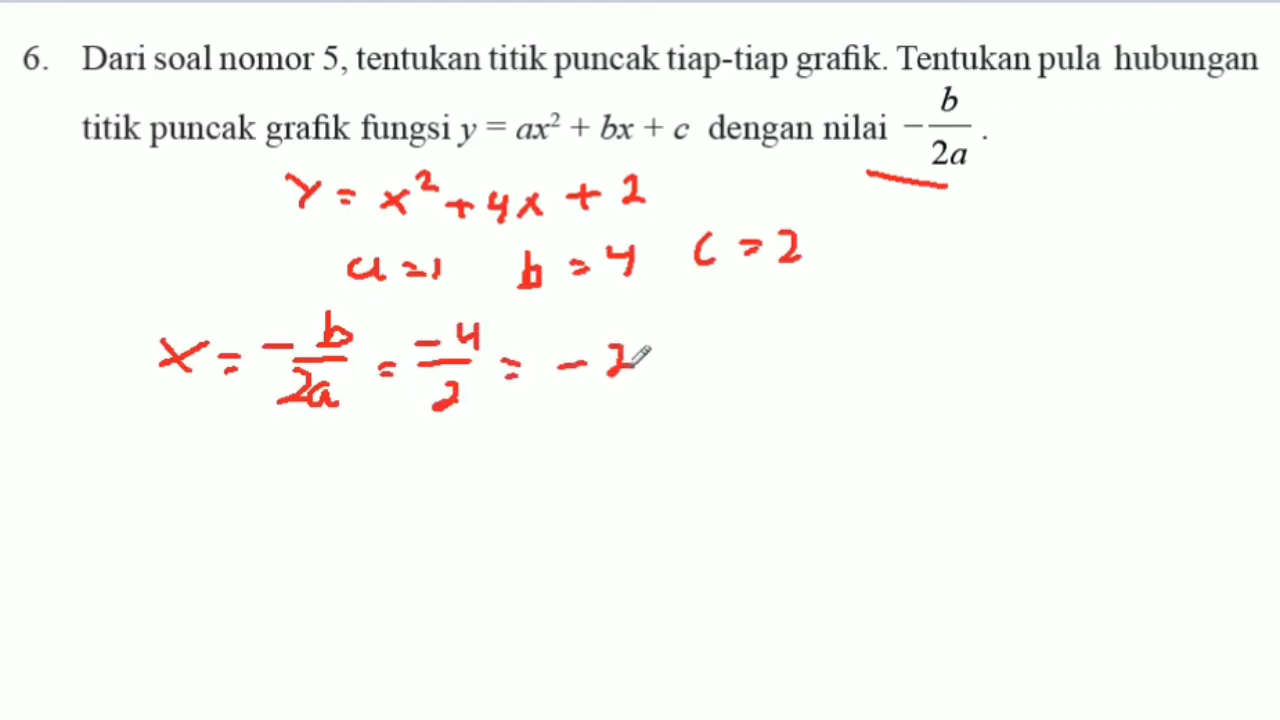 6. Dari soal nomor 5, tentukan titik puncak tiap-tiap grafik. Tentukan pula hubungan
titik puncak grafik fungsi y = ax² + bx + c dengan nilai −b/2a .
y = x² + 4x + 2
a = 1 b = 4 c = 2
x = −b/2a = −4/2 = −2